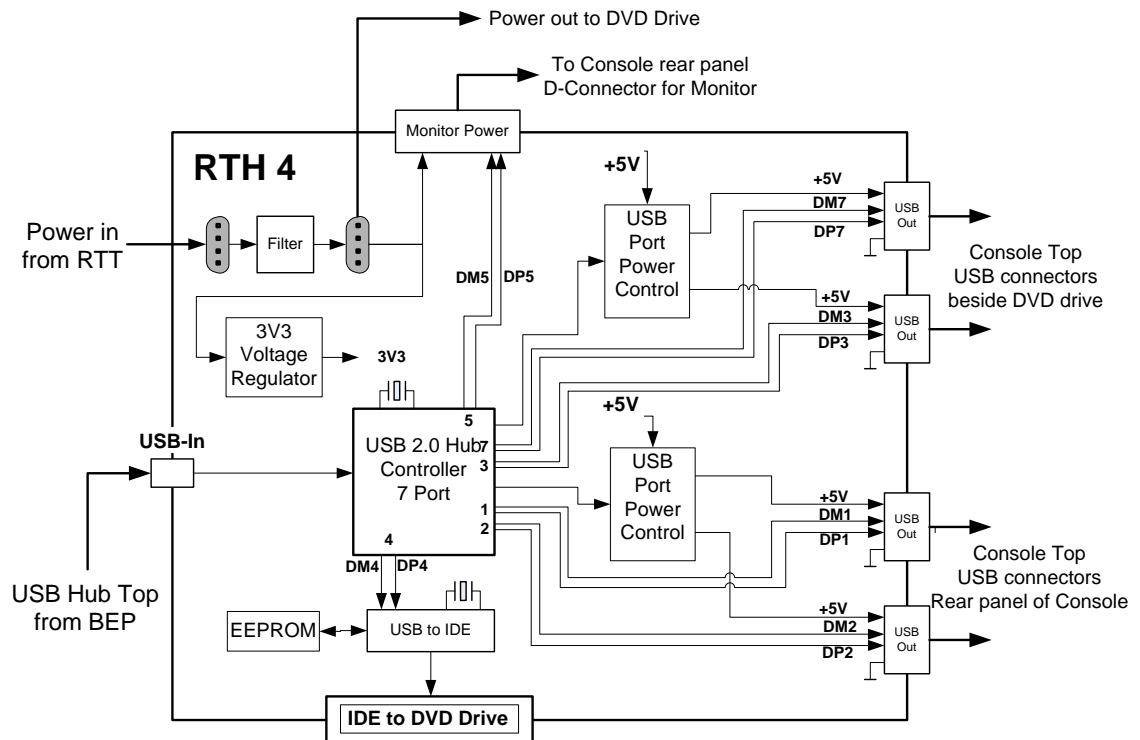 Power out to DVD Drive
To Console rear panel
D-Connector for Monitor
Monitor Power
RTH 4
+5V
+5V
USB
Out
DM7
DP7
USB
Port
Power
Control
Power in
from RTT
Filter
Console Top
USB connectors
beside DVD drive
DM5
DP5
+5V
DM3
DP3
USB
Out
3V3
Voltage
Regulator
3V3
+5V
5
USB-In
USB 2.0 Hub
Controller
7 Port
7
3
1
2
4
USB
Port
Power
Control
+5V
DM1
DP1
USB
Out
DM4
DP4
Console Top
USB connectors
Rear panel of Console
USB Hub Top
from BEP
EEPROM
USB to IDE
+5V
DM2
DP2
USB
Out
IDE to DVD Drive